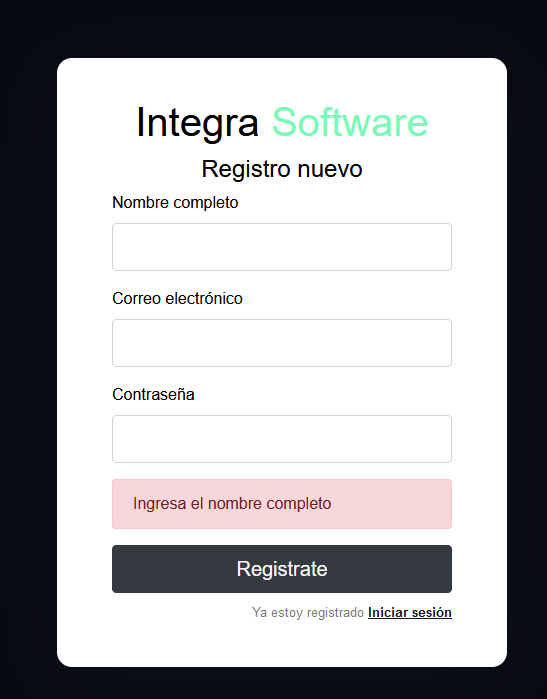 Integra Software
Registro nuevo
Nombre completo
Correo electrónico
Contraseña
Ingresa el nombre completo
Registrate
Ya estoy registrado Iniciar sesión